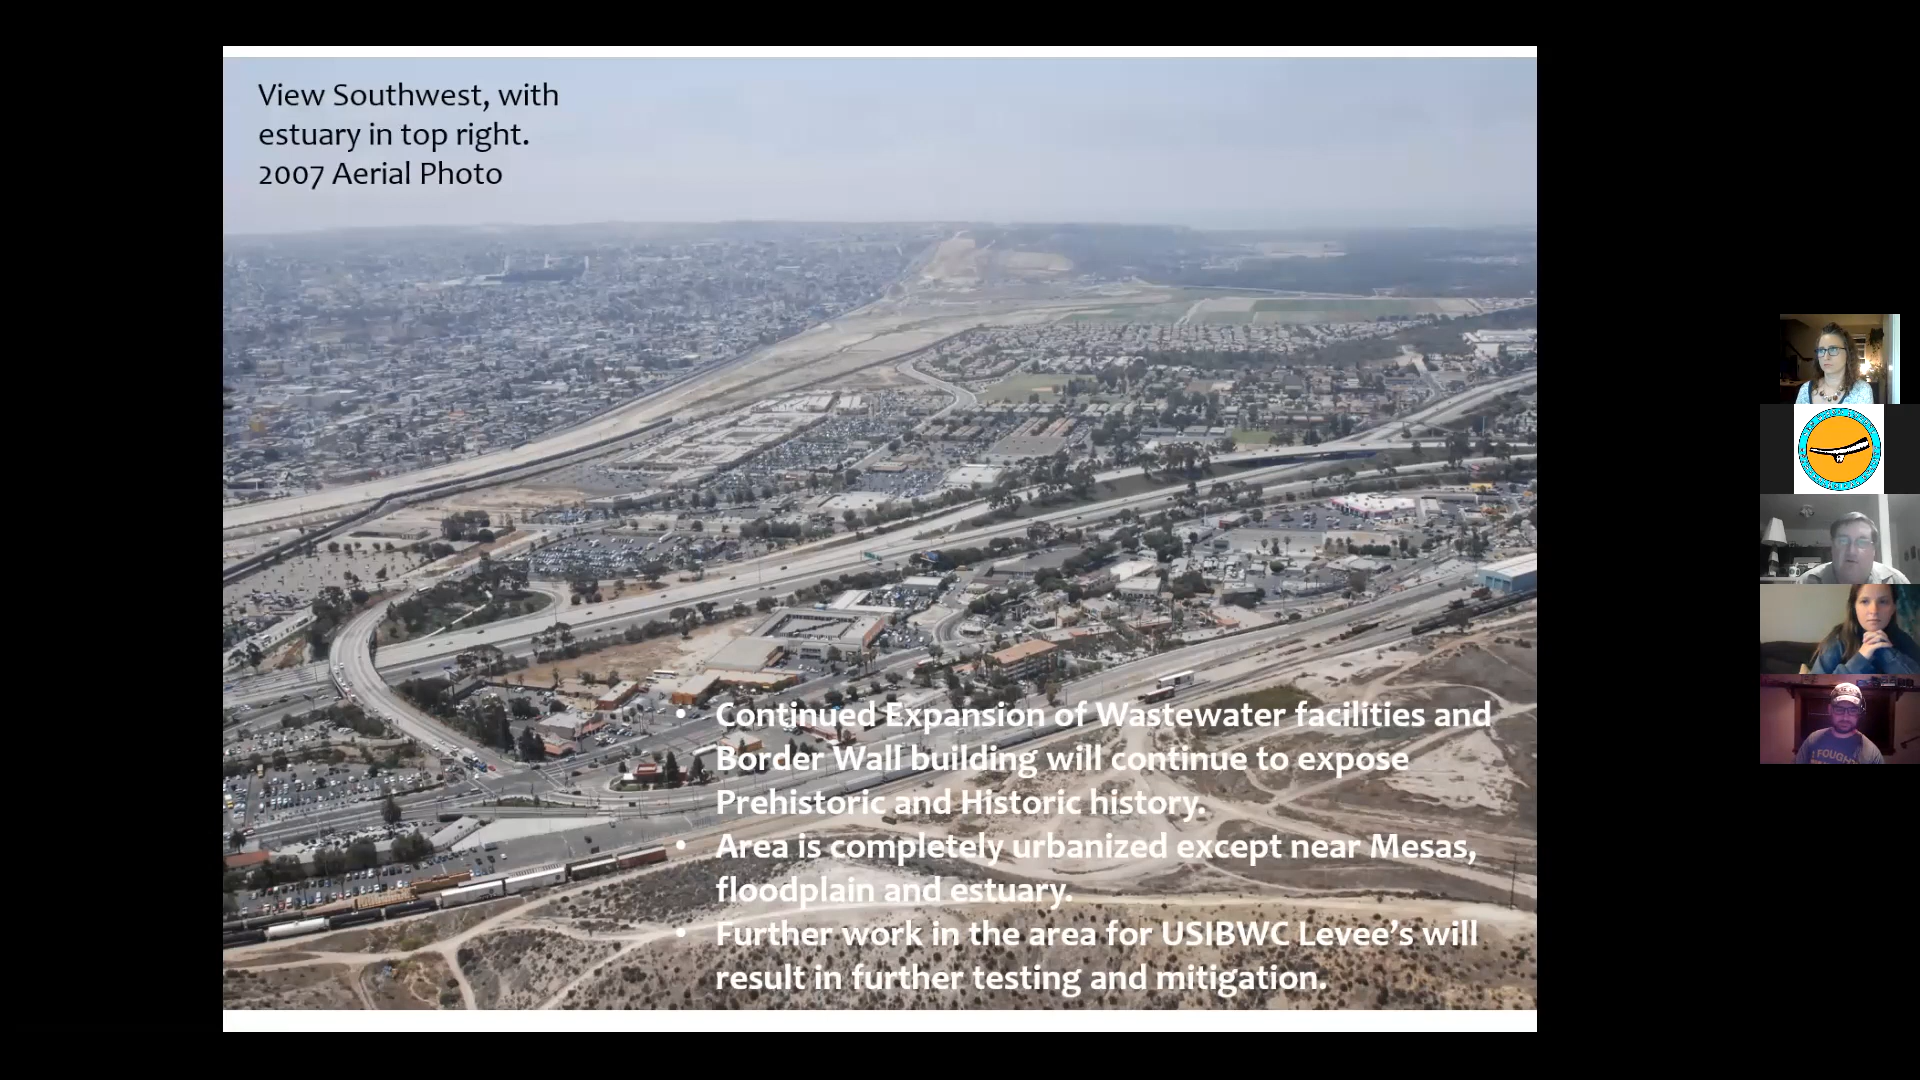 View Southwest, with
estuary in top right.
2007 Aerial Photo
• Continued Expansion of Wastewater facilities and
Border Wall building will continue to expose
Prehistoric and Historic history.
• Area is completely urbanized except near Mesas,
floodplain and estuary.
• Further work in the area for USIBWC Levee's will
result in further testing and mitigation.